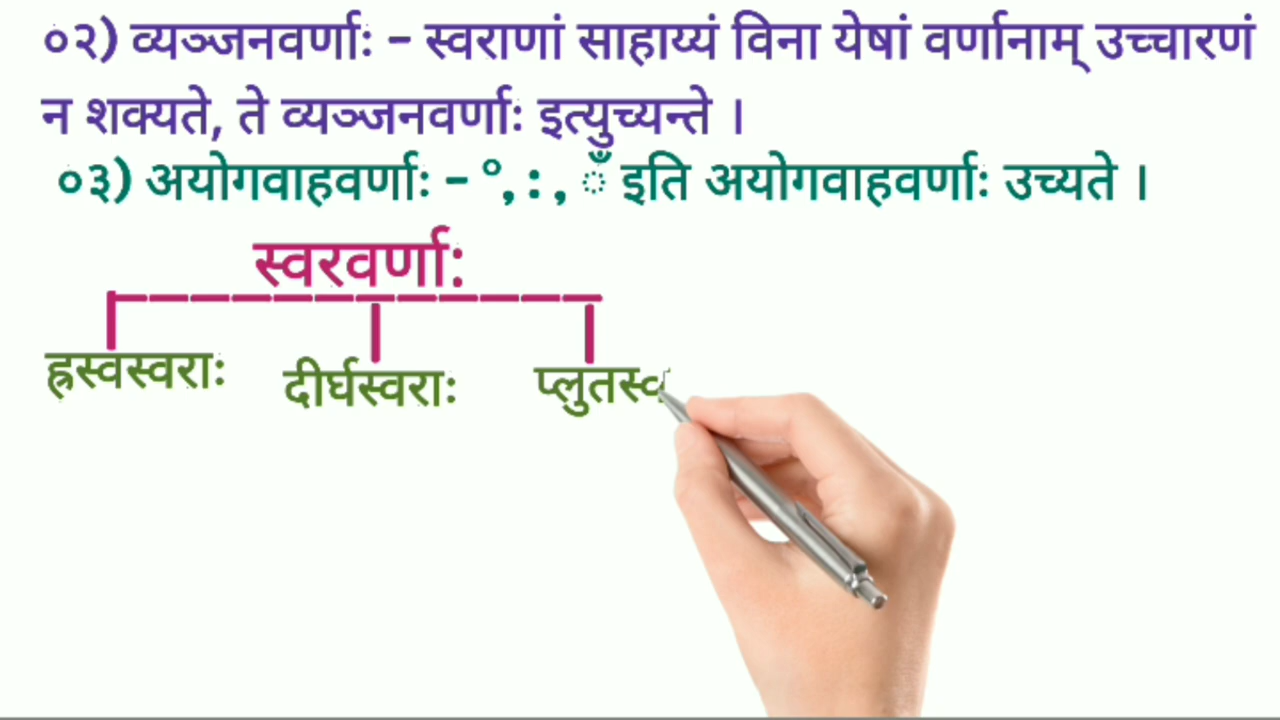 ०२) व्यञ्जनवर्णाः - स्वराणां साहाय्यं विना येषां वर्णानाम् उच्चारणं
न शक्यते, ते व्यञ्जनवर्णाः इत्युच्यन्ते ।
०३) अयोगवाहवर्णाः - °, : , ँ इति अयोगवाहवर्णाः उच्यते ।
स्वरवर्णा:
ह्रस्वस्वराः दीर्घस्वराः प्लुतस्व